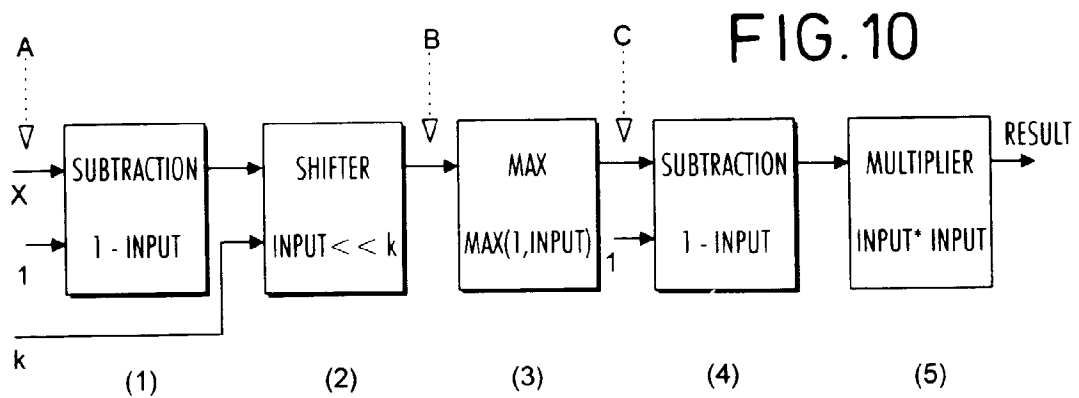 FIG.10
A
B
C
X
1
k
SUBTRACTION
1 - INPUT
SHIFTER
INPUT << k
MAX
MAX(1,INPUT)
1
SUBTRACTION
1 - INPUT
MULTIPLIER
INPUT* INPUT
RESULT
(1)
(2)
(3)
(4)
(5)